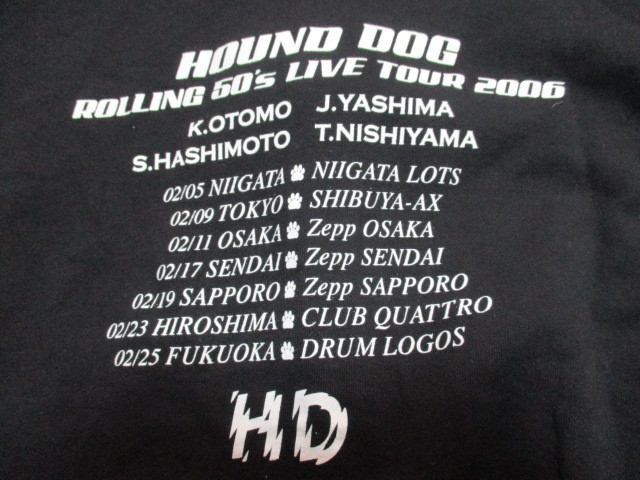 HOUND DOG
ROLLING 50's LIVE TOUR 2006
K.OTOMO J.YASHIMA
S.HASHIMOTO T.NISHIYAMA
02/05 NIIGATA NIIGATA LOTS
02/09 TOKYO SHIBUYA-AX
02/11 OSAKA Zepp OSAKA
02/17 SENDAI Zepp SENDAI
02/19 SAPPORO Zepp SAPPORO
02/23 HIROSHIMA CLUB QUATTRO
02/25 FUKUOKA DRUM LOGOS
HD